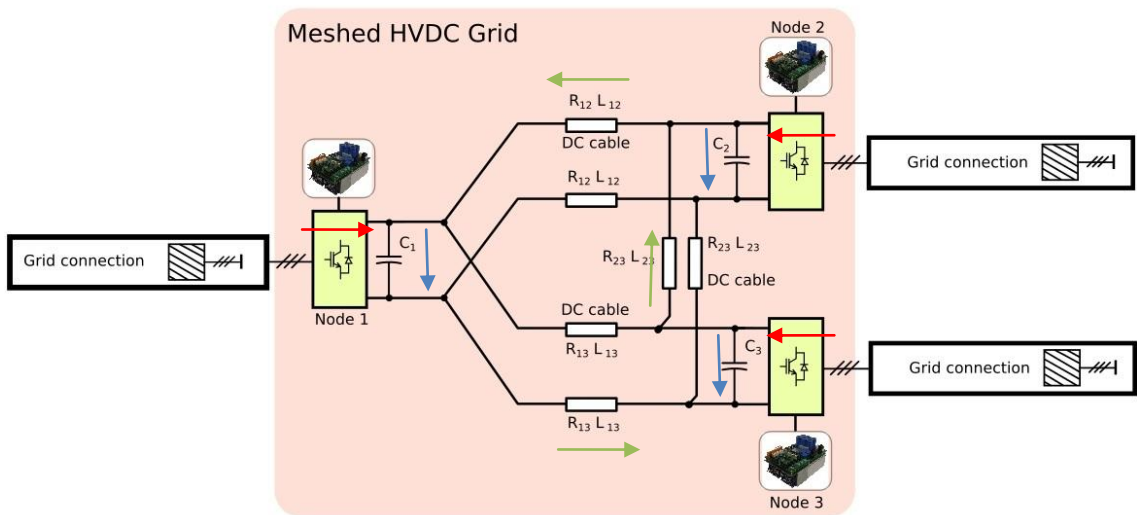 Meshed HVDC Grid
Node 2
R12 L12
DC cable
C2
Grid connection
R12 L12
C1
Grid connection
R23 L23
R23 L23
DC cable
Node 1
DC cable
R13 L13
C3
Grid connection
R13 L13
Node 3